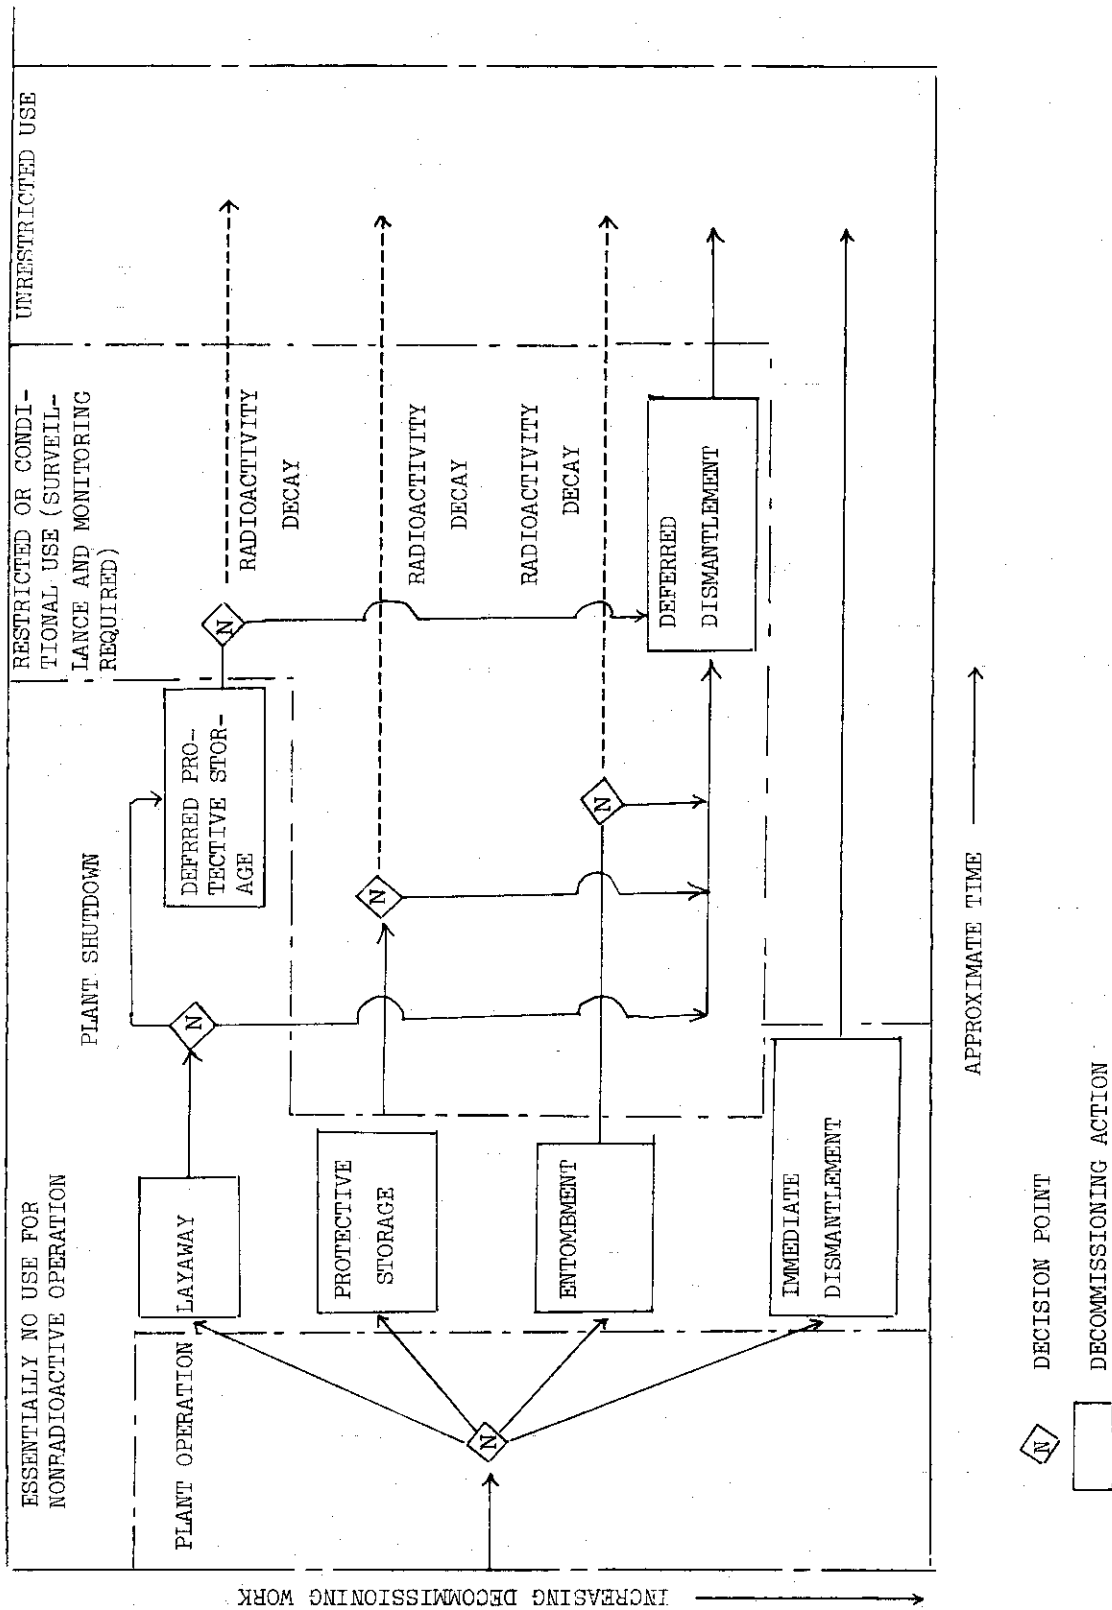 ESSENTIALLY NO USE FOR
NONRADIOACTIVE OPERATION
PLANT SHUTDOWN
RESTRICTED OR CONDI-
TIONAL USE (SURVEIL-
LANCE AND MONITORING
REQUIRED)
UNRESTRICTED USE
PLANT OPERATION
N
LAYAWAY
N
DEFRRED PRO-
TECTIVE STOR-
AGE
N
RADIOACTIVITY
DECAY
PROTECTIVE
STORAGE
N
RADIOACTIVITY
DECAY
ENTOMBMENT
N
RADIOACTIVITY
DECAY
DEFERRED
DISMANTLEMENT
IMMEDIATE
DISMANTLEMENT
INCREASING DECOMMISSIONING WORK
APPROXIMATE TIME
N
DECISION POINT
DECOMMISSIONING ACTION